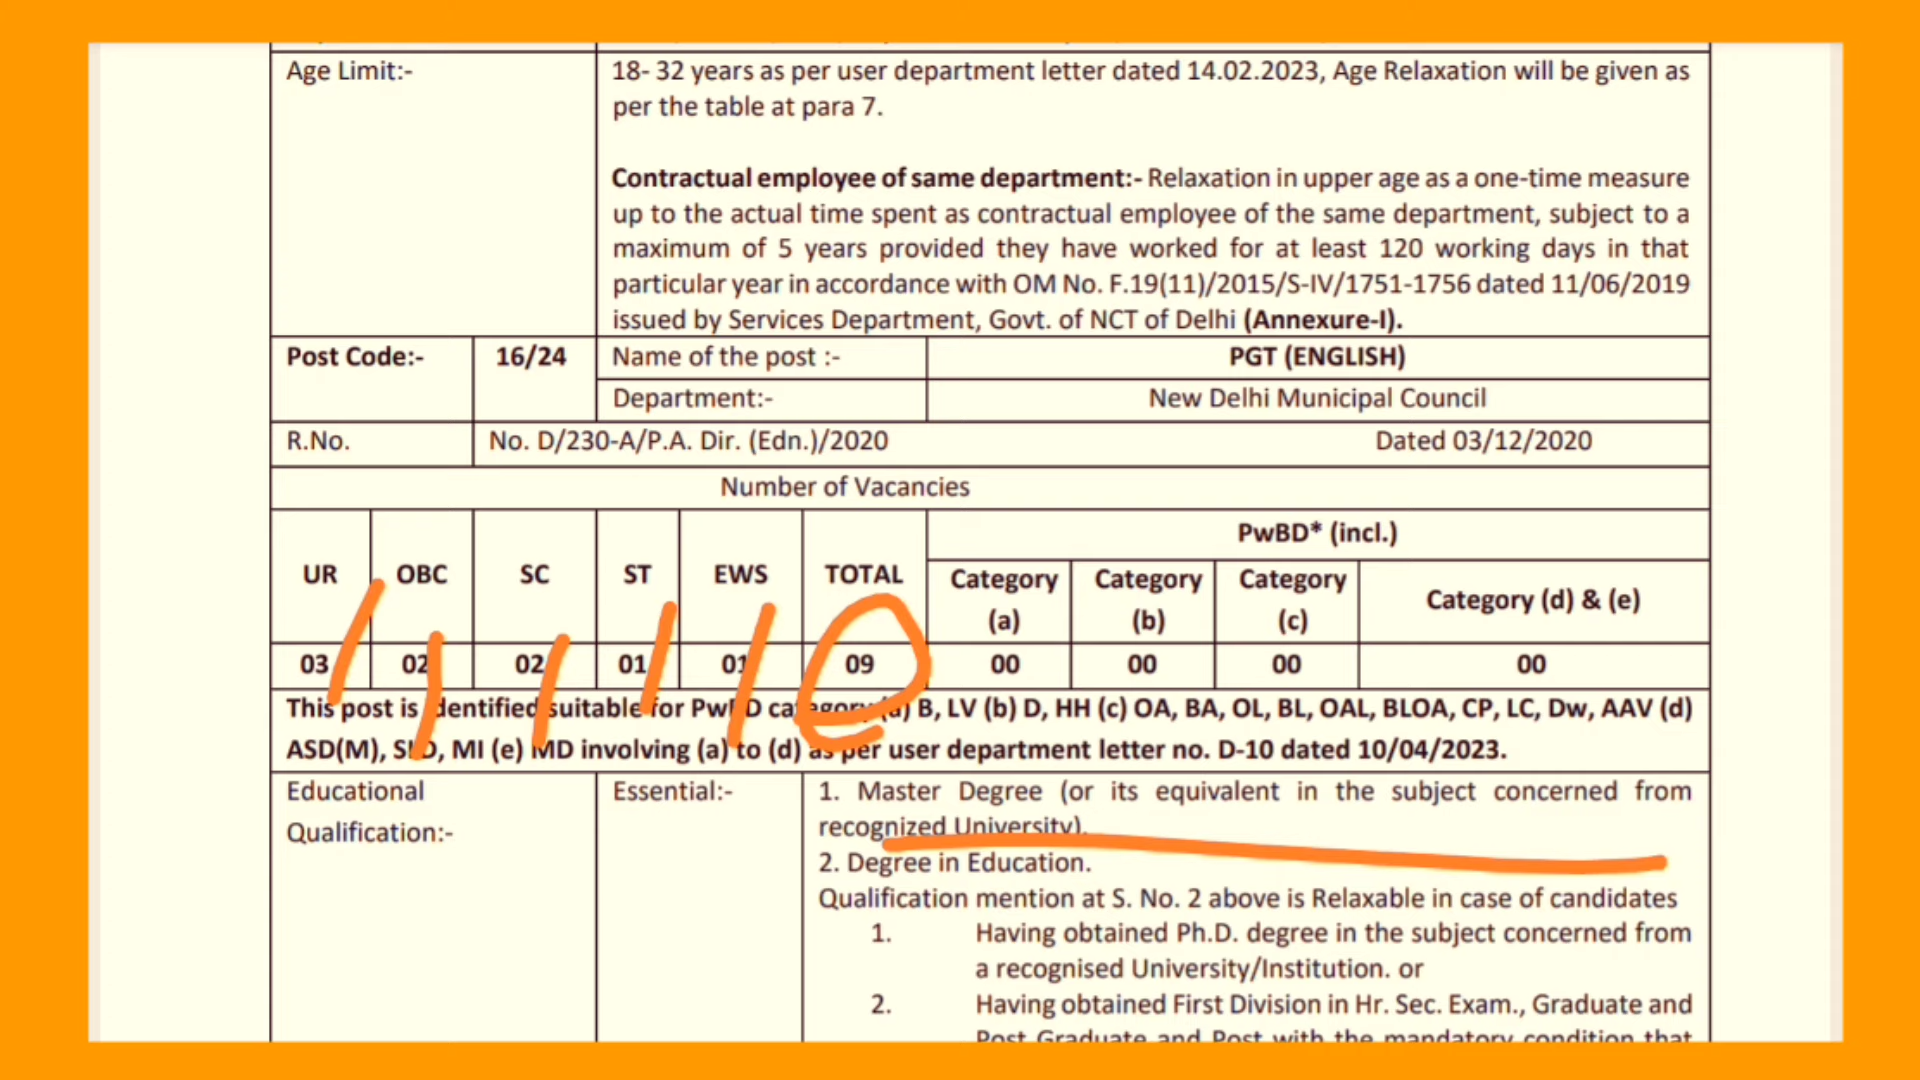 Age Limit:-
18- 32 years as per user department letter dated 14.02.2023, Age Relaxation will be given as
per the table at para 7.
Contractual employee of same department:- Relaxation in upper age as a one-time measure
up to the actual time spent as contractual employee of the same department, subject to a
maximum of 5 years provided they have worked for at least 120 working days in that
particular year in accordance with OM No. F.19(11)/2015/S-IV/1751-1756 dated 11/06/2019
issued by Services Department, Govt. of NCT of Delhi (Annexure-I).
Post Code:- 16/24 Name of the post :- PGT (ENGLISH)
Department:- New Delhi Municipal Council
R.No. No. D/230-A/P.A. Dir. (Edn.)/2020 Dated 03/12/2020
Number of Vacancies
PwBD* (incl.)
UR OBC SC ST EWS TOTAL Category (a) Category (b) Category (c) Category (d) & (e)
03 02 02 01 01 09 00 00 00 00
This post is identified suitable for PwBD category (a) B, LV (b) D, HH (c) OA, BA, OL, BL, OAL, BLOA, CP, LC, Dw, AAV (d)
ASD(M), SLD, MI (e) MD involving (a) to (d) as per user department letter no. D-10 dated 10/04/2023.
Educational
Qualification:-
Essential:-
1. Master Degree (or its equivalent in the subject concerned from
recognized University).
2. Degree in Education.
Qualification mention at S. No. 2 above is Relaxable in case of candidates
1. Having obtained Ph.D. degree in the subject concerned from
a recognised University/Institution. or
2. Having obtained First Division in Hr. Sec. Exam., Graduate and
Post Graduate and Post with the mandatory condition that